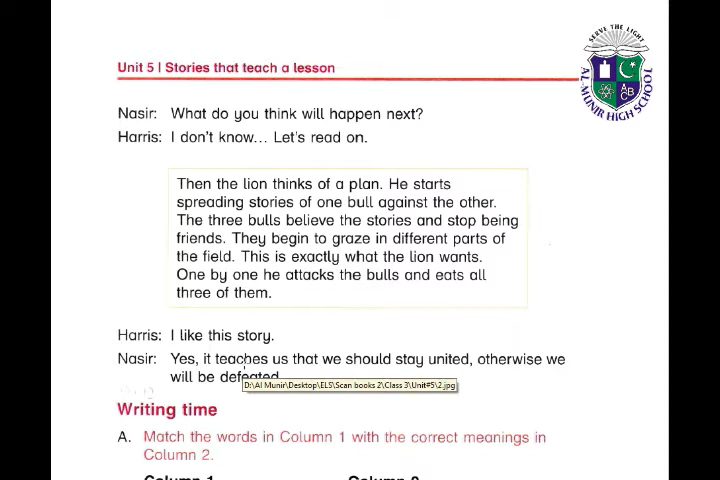 SERVE THE LIGHT
AL-MUNIR HIGH SCHOOL
A
B
C
Unit 5 | Stories that teach a lesson
Nasir: What do you think will happen next?
Harris: I don't know... Let's read on.
Then the lion thinks of a plan. He starts
spreading stories of one bull against the other.
The three bulls believe the stories and stop being
friends. They begin to graze in different parts of
the field. This is exactly what the lion wants.
One by one he attacks the bulls and eats all
three of them.
Harris: I like this story.
Nasir: Yes, it teaches us that we should stay united, otherwise we
will be defeated
D:\Al Munir\Desktop\ELS\Scan books 2\Class 3\Unit#5\2.jpg
Writing time
A. Match the words in Column 1 with the correct meanings in
Column 2.
Column 1 Column 2